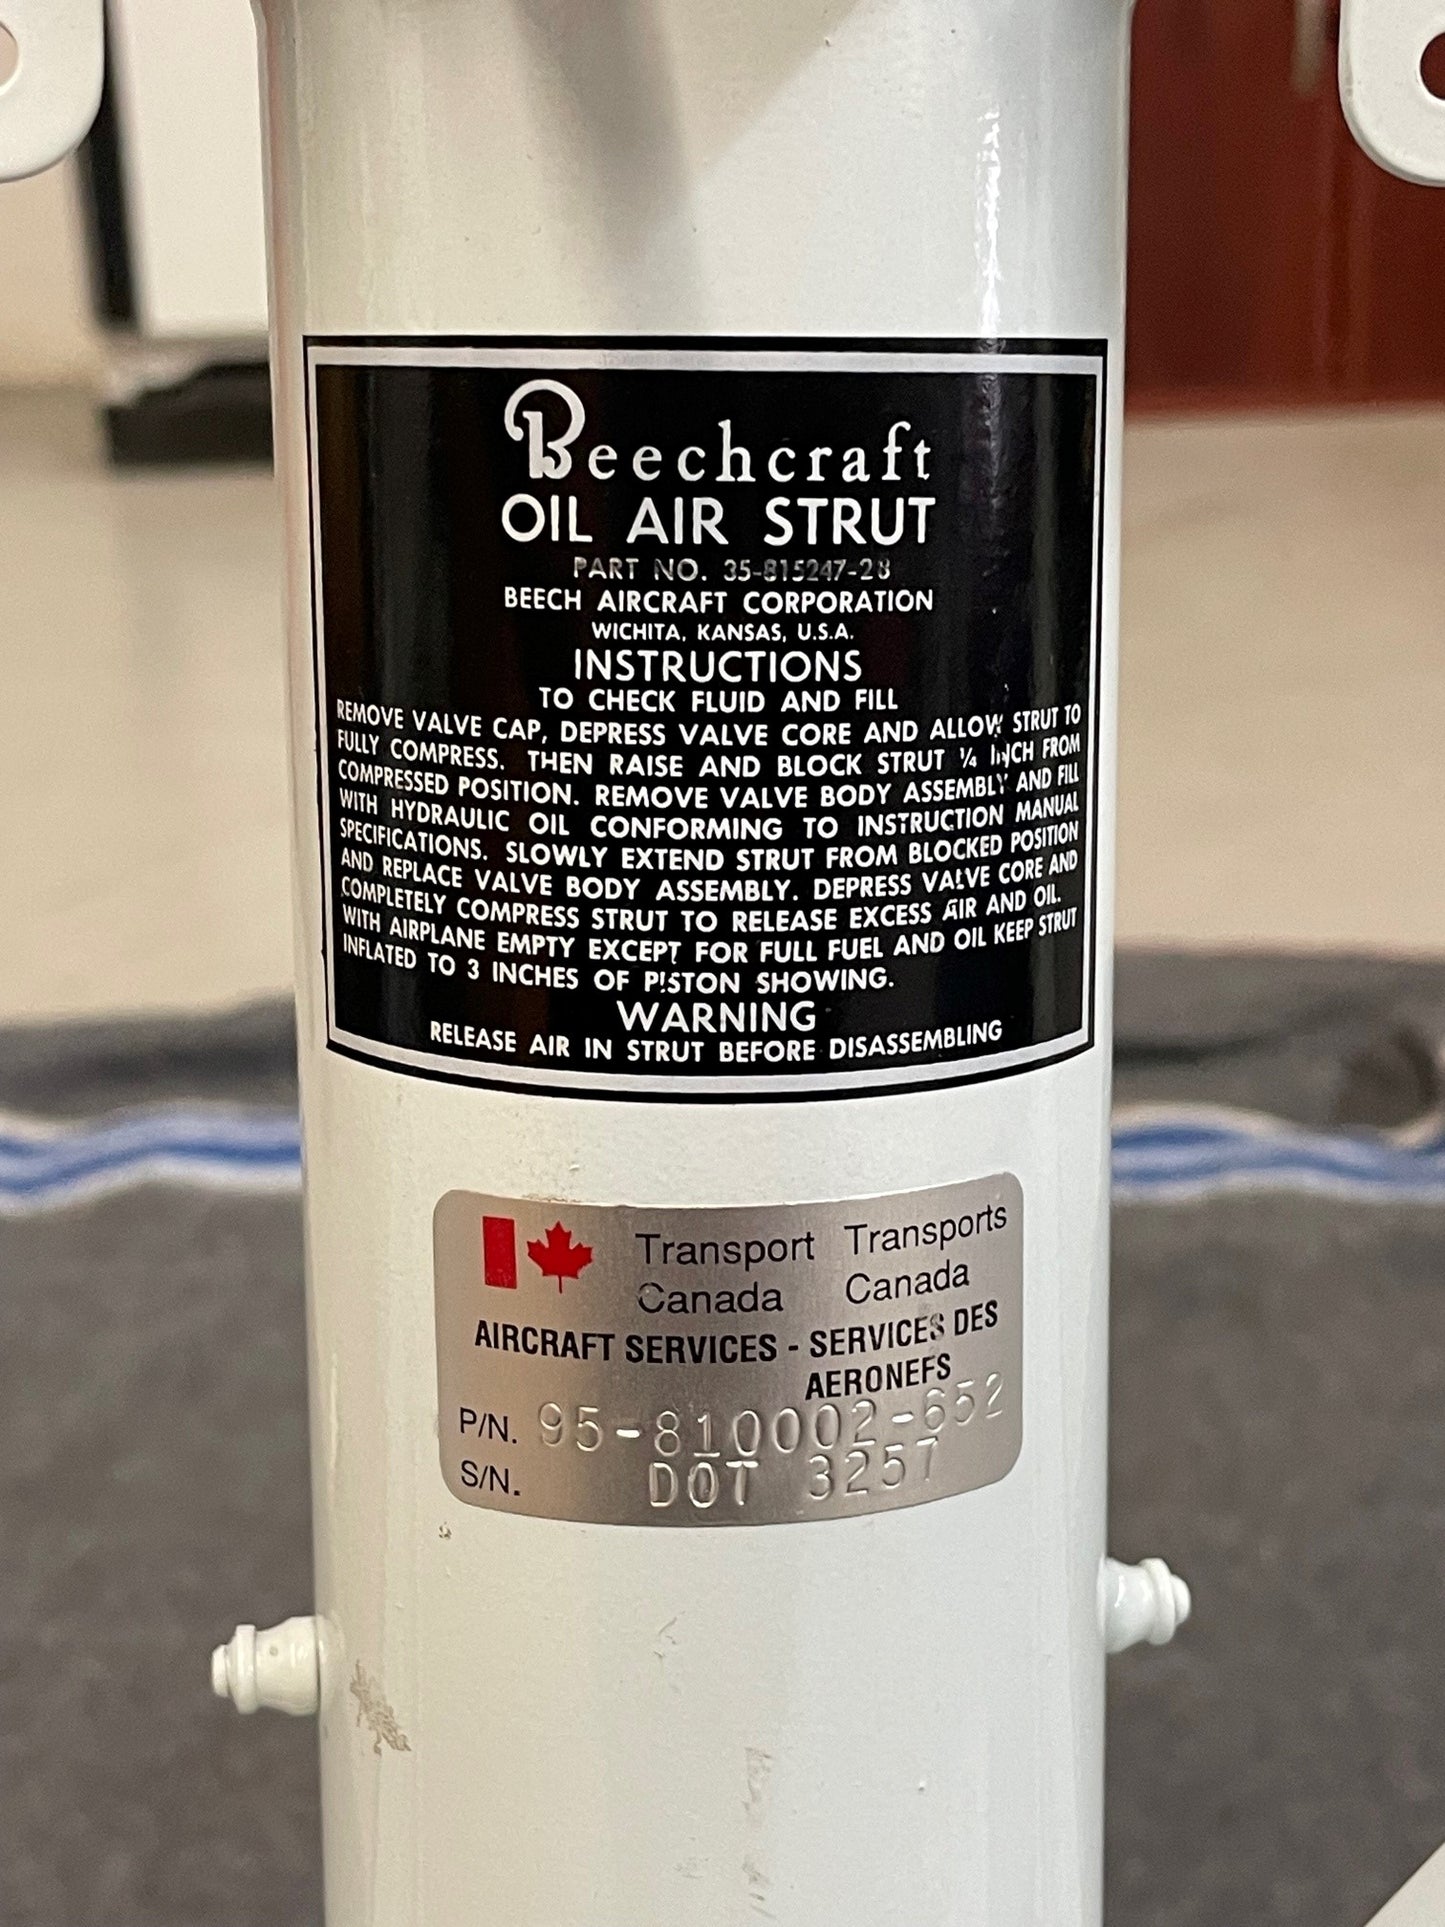 Beechcraft
OIL AIR STRUT
PART NO. 35-815247-28
BEECH AIRCRAFT CORPORATION
WICHITA, KANSAS, U.S.A.
INSTRUCTIONS
TO CHECK FLUID AND FILL
REMOVE VALVE CAP, DEPRESS VALVE CORE AND ALLOW STRUT TO
FULLY COMPRESS. THEN RAISE AND BLOCK STRUT ¼ INCH FROM
COMPRESSED POSITION. REMOVE VALVE BODY ASSEMBLY AND FILL
WITH HYDRAULIC OIL CONFORMING TO INSTRUCTION MANUAL
SPECIFICATIONS. SLOWLY EXTEND STRUT FROM BLOCKED POSITION
AND REPLACE VALVE BODY ASSEMBLY. DEPRESS VALVE CORE AND
COMPLETELY COMPRESS STRUT TO RELEASE EXCESS AIR AND OIL.
WITH AIRPLANE EMPTY EXCEPT FOR FULL FUEL AND OIL KEEP STRUT
INFLATED TO 3 INCHES OF PISTON SHOWING.
WARNING
RELEASE AIR IN STRUT BEFORE DISASSEMBLING
Transport Transports
Canada Canada
AIRCRAFT SERVICES - SERVICES DES
AERONEFS
P/N. 95-810002-652
S/N. DOT 3257